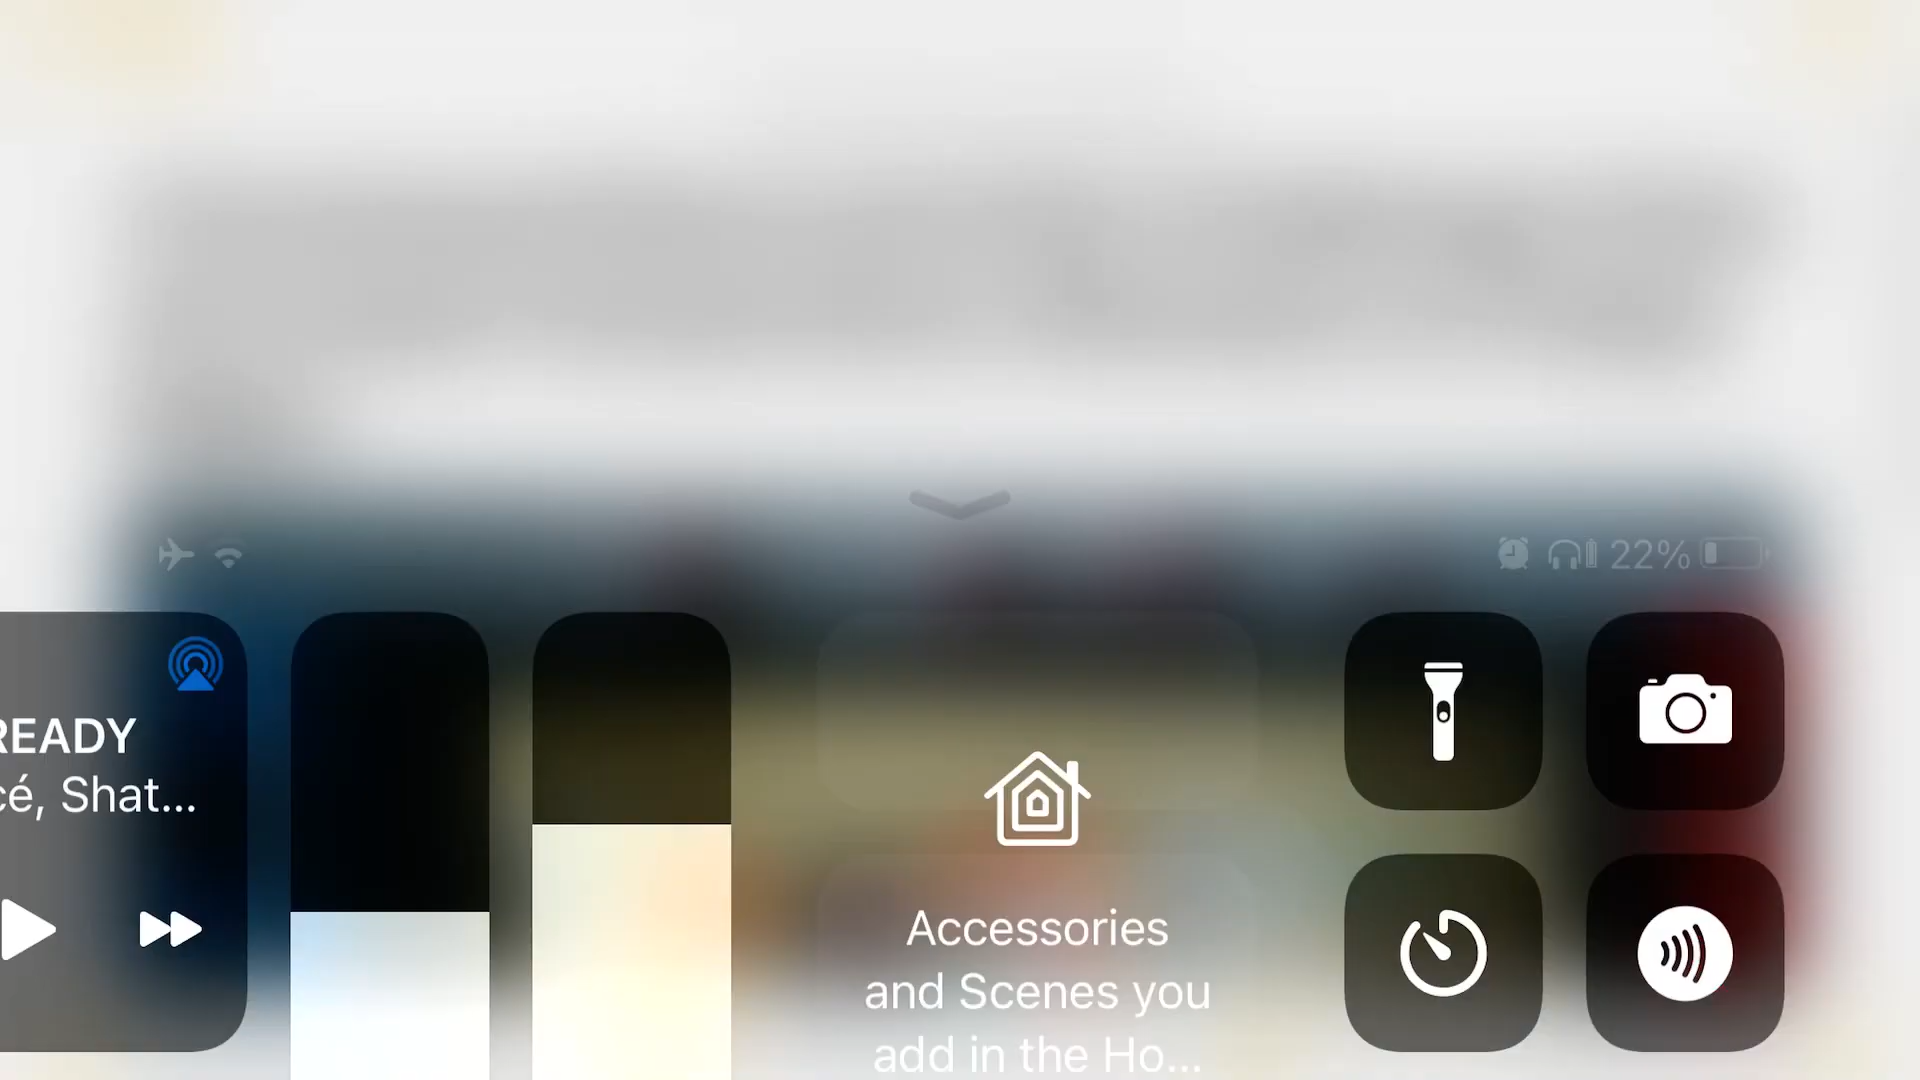 22%
READY
cé, Shat...
Accessories
and Scenes you
add in the Ho...